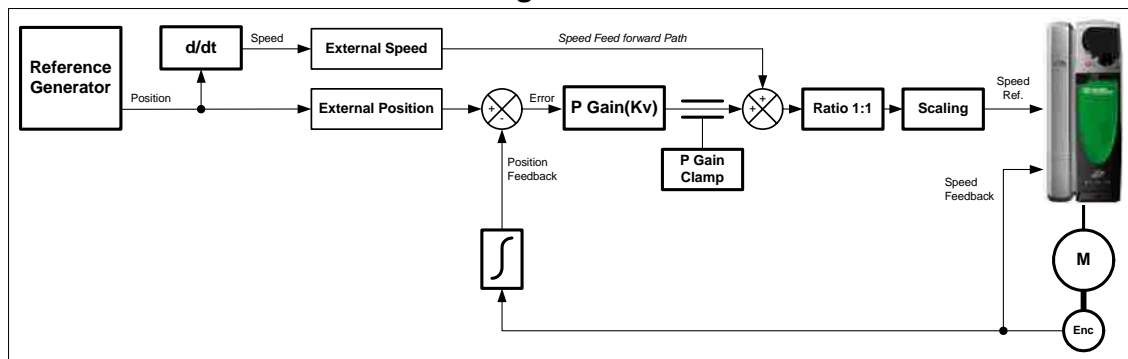 d/dt
Speed
External Speed
Speed Feed forward Path
Reference
Generator
Position
External Position
+
-
Error
P Gain(Kv)
+
+
Ratio 1:1
Scaling
Speed
Ref.
P Gain
Clamp
Position
Feedback
Speed
Feedback
M
Enc